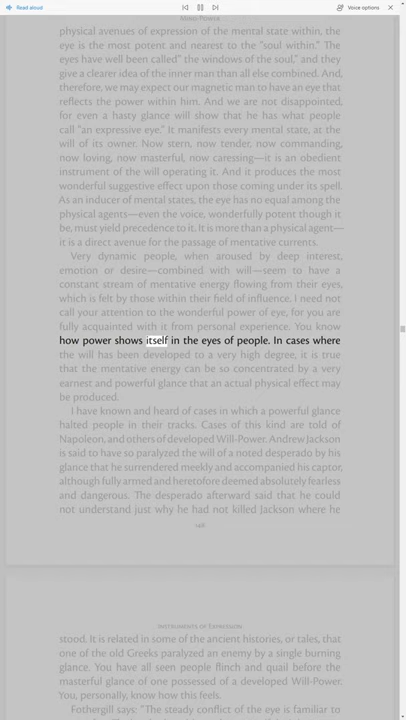 Read aloud
Voice options
Mind-Power
physical avenues of expression of the mental state within, the
eye is the most potent and nearest to the "soul within." The
eyes have well been called" the windows of the soul," and they
give a clearer idea of the inner man than all else combined. And,
therefore, we may expect our magnetic man to have an eye that
reflects the power within him. And we are not disappointed,
for even a hasty glance will show that he has what people
call "an expressive eye." It manifests every mental state, at the
will of its owner. Now stern, now tender, now commanding,
now loving, now masterful, now caressing—it is an obedient
instrument of the will operating it. And it produces the most
wonderful suggestive effect upon those coming under its spell.
As an inducer of mental states, the eye has no equal among the
physical agents—even the voice, wonderfully potent though it
be, must yield precedence to it. It is more than a physical agent—
it is a direct avenue for the passage of mentative currents.
Very dynamic people, when aroused by deep interest,
emotion or desire—combined with will—seem to have a
constant stream of mentative energy flowing from their eyes,
which is felt by those within their field of influence. I need not
call your attention to the wonderful power of eye, for you are
fully acquainted with it from personal experience. You know
how power shows itself in the eyes of people. In cases where
the will has been developed to a very high degree, it is true
that the mentative energy can be so concentrated by a very
earnest and powerful glance that an actual physical effect may
be produced.
I have known and heard of cases in which a powerful glance
halted people in their tracks. Cases of this kind are told of
Napoleon, and others of developed Will-Power. Andrew Jackson
is said to have so paralyzed the will of a noted desperado by his
glance that he surrendered meekly and accompanied his captor,
although fully armed and heretofore deemed absolutely fearless
and dangerous. The desperado afterward said that he could
not understand just why he had not killed Jackson where he
Instruments of Expression
stood. It is related in some of the ancient histories, or tales, that
one of the old Greeks paralyzed an enemy by a single burning
glance. You have all seen people flinch and quail before the
masterful glance of one possessed of a developed Will-Power.
You, personally, know how this feels.
Fothergill says: "The steady conflict of the eye is familiar to